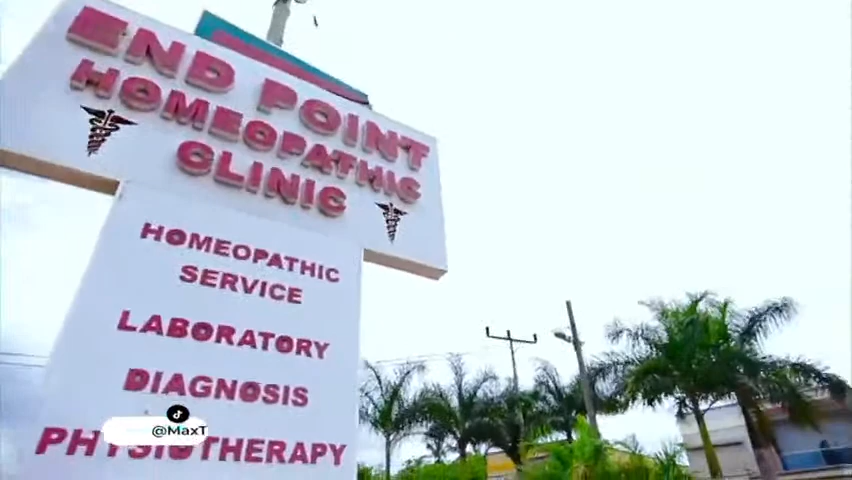 END POINT
HOMEOPATHIC
CLINIC
HOMEOPATHIC
SERVICE
LABORATORY
DIAGNOSIS
PHYSIOTHERAPY
@MaxT